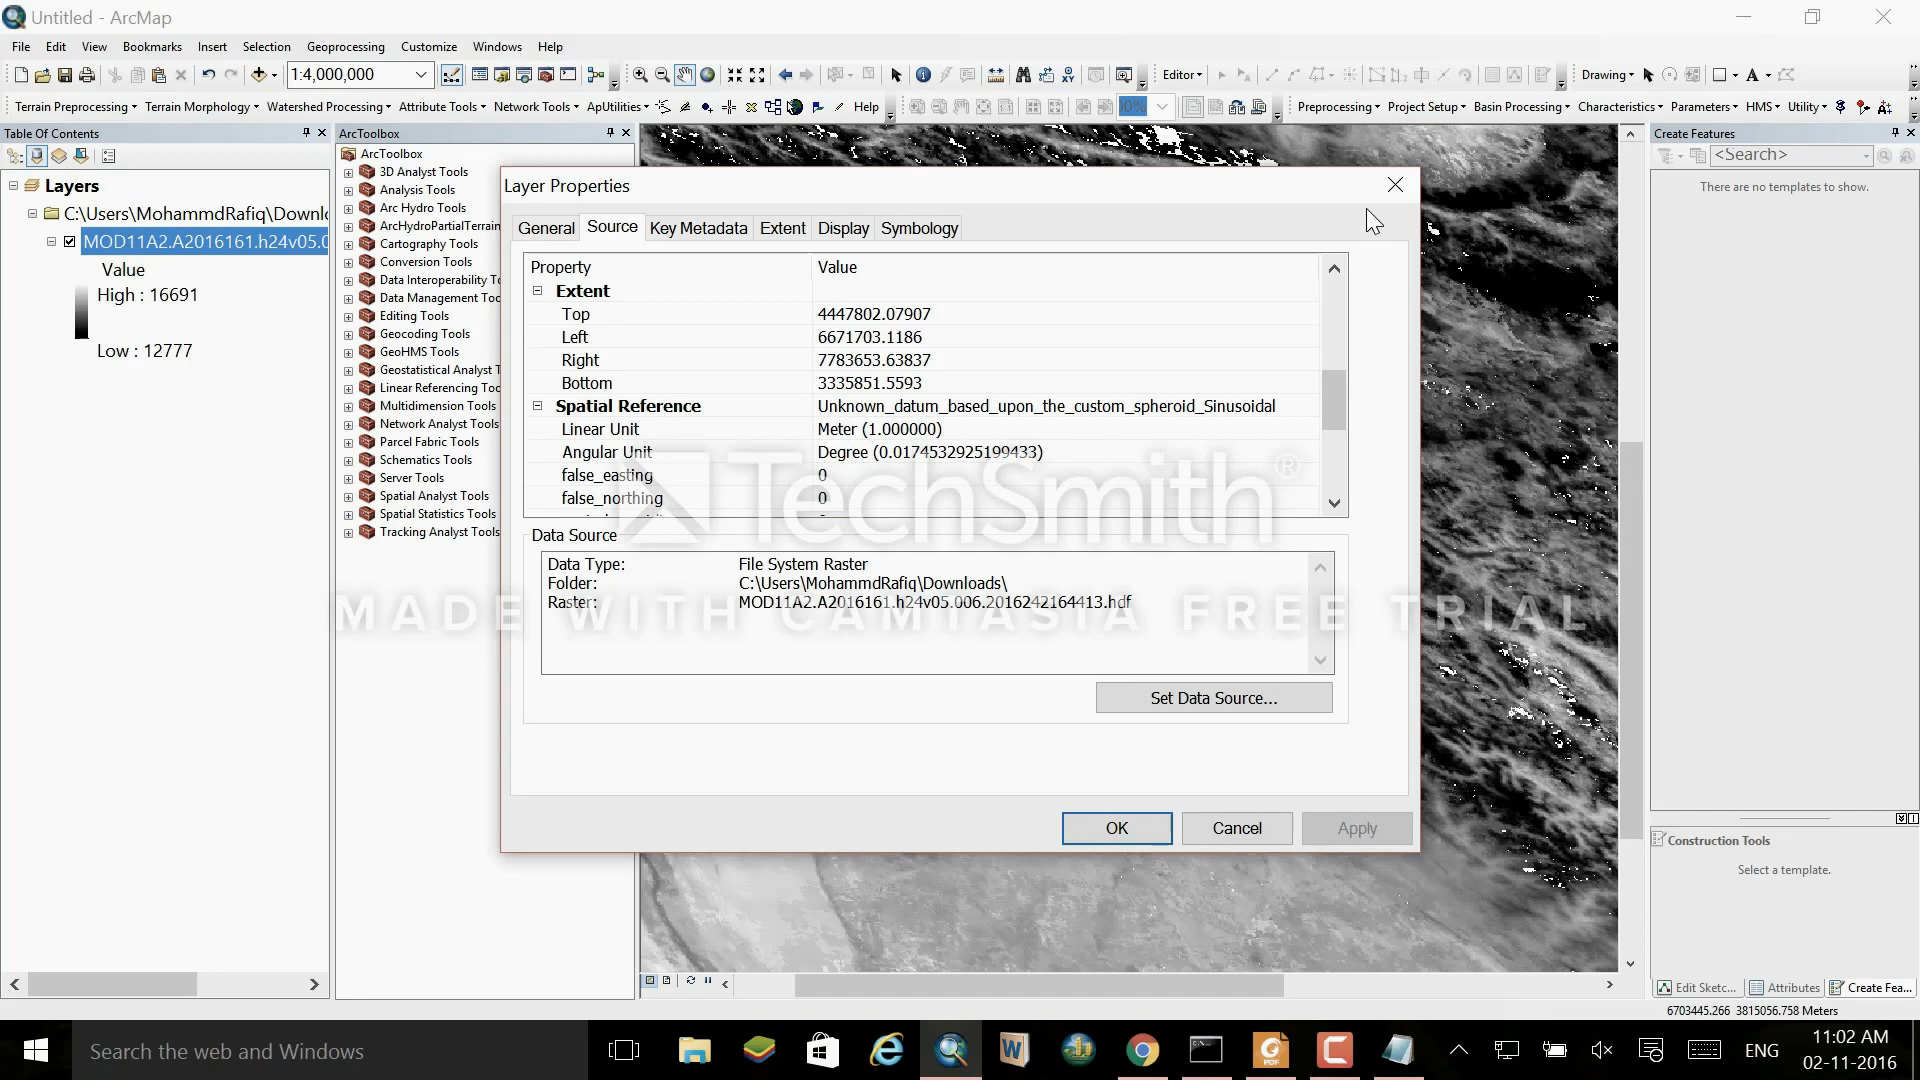 Untitled - ArcMap
File Edit View Bookmarks Insert Selection Geoprocessing Customize Windows Help
1:4,000,000
Editor
Drawing
Terrain Preprocessing Terrain Morphology Watershed Processing Attribute Tools Network Tools ApUtilities Help
Preprocessing Project Setup Basin Processing Characteristics Parameters HMS Utility
Table Of Contents
Layers
C:\Users\MohammdRafiq\Downl
MOD11A2.A2016161.h24v05.0
Value
High : 16691
Low : 12777
ArcToolbox
ArcToolbox
3D Analyst Tools
Analysis Tools
Arc Hydro Tools
ArcHydroPartialTerrain
Cartography Tools
Conversion Tools
Data Interoperability To
Data Management Too
Editing Tools
Geocoding Tools
GeoHMS Tools
Geostatistical Analyst T
Linear Referencing Too
Multidimension Tools
Network Analyst Tools
Parcel Fabric Tools
Schematics Tools
Server Tools
Spatial Analyst Tools
Spatial Statistics Tools
Tracking Analyst Tools
Layer Properties
General Source Key Metadata Extent Display Symbology
Property Value
Extent
Top 4447802.07907
Left 6671703.1186
Right 7783653.63837
Bottom 3335851.5593
Spatial Reference Unknown_datum_based_upon_the_custom_spheroid_Sinusoidal
Linear Unit Meter (1.000000)
Angular Unit Degree (0.0174532925199433)
false_easting 0
false_northing 0
Data Source
Data Type: File System Raster
Folder: C:\Users\MohammdRafiq\Downloads\
Raster: MOD11A2.A2016161.h24v05.006.2016242164413.hdf
Set Data Source...
OK Cancel Apply
TechSmith®
MADE WITH CAMTASIA FREE TRIAL
Create Features
<Search>
There are no templates to show.
Construction Tools
Select a template.
Edit Sketc... Attributes Create Fea...
6703445.266 3815056.758 Meters
Search the web and Windows
ENG
11:02 AM
02-11-2016